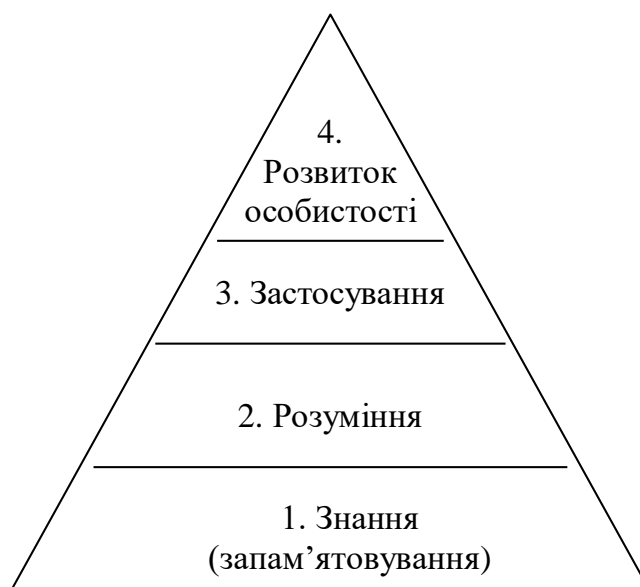 4.
Розвиток
особистості
3. Застосування
2. Розуміння
1. Знання
(запам’ятовування)